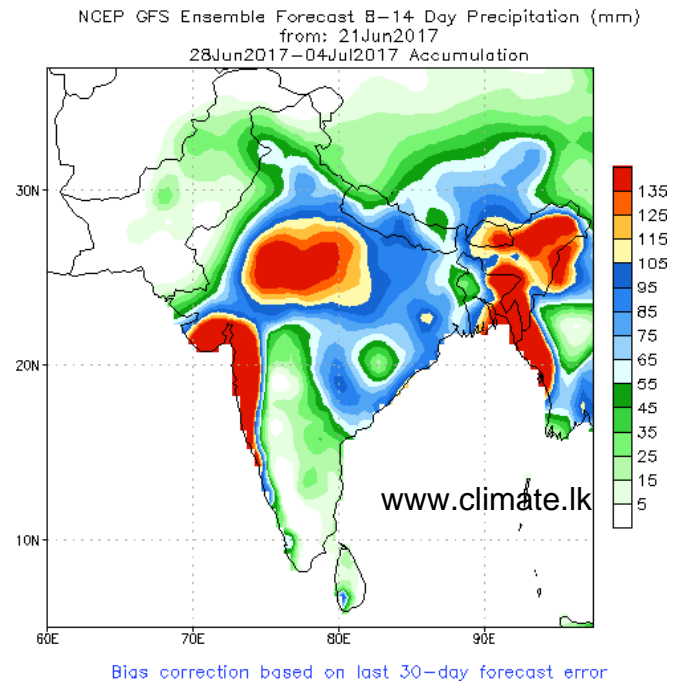 NCEP GFS Ensemble Forecast 8-14 Day Precipitation (mm)
from: 21Jun2017
28Jun2017-04Jul2017 Accumulation
30N
20N
10N
60E
70E
80E
90E
135
125
115
105
95
85
75
65
55
45
35
25
15
5
www.climate.lk
Bias correction based on last 30-day forecast error